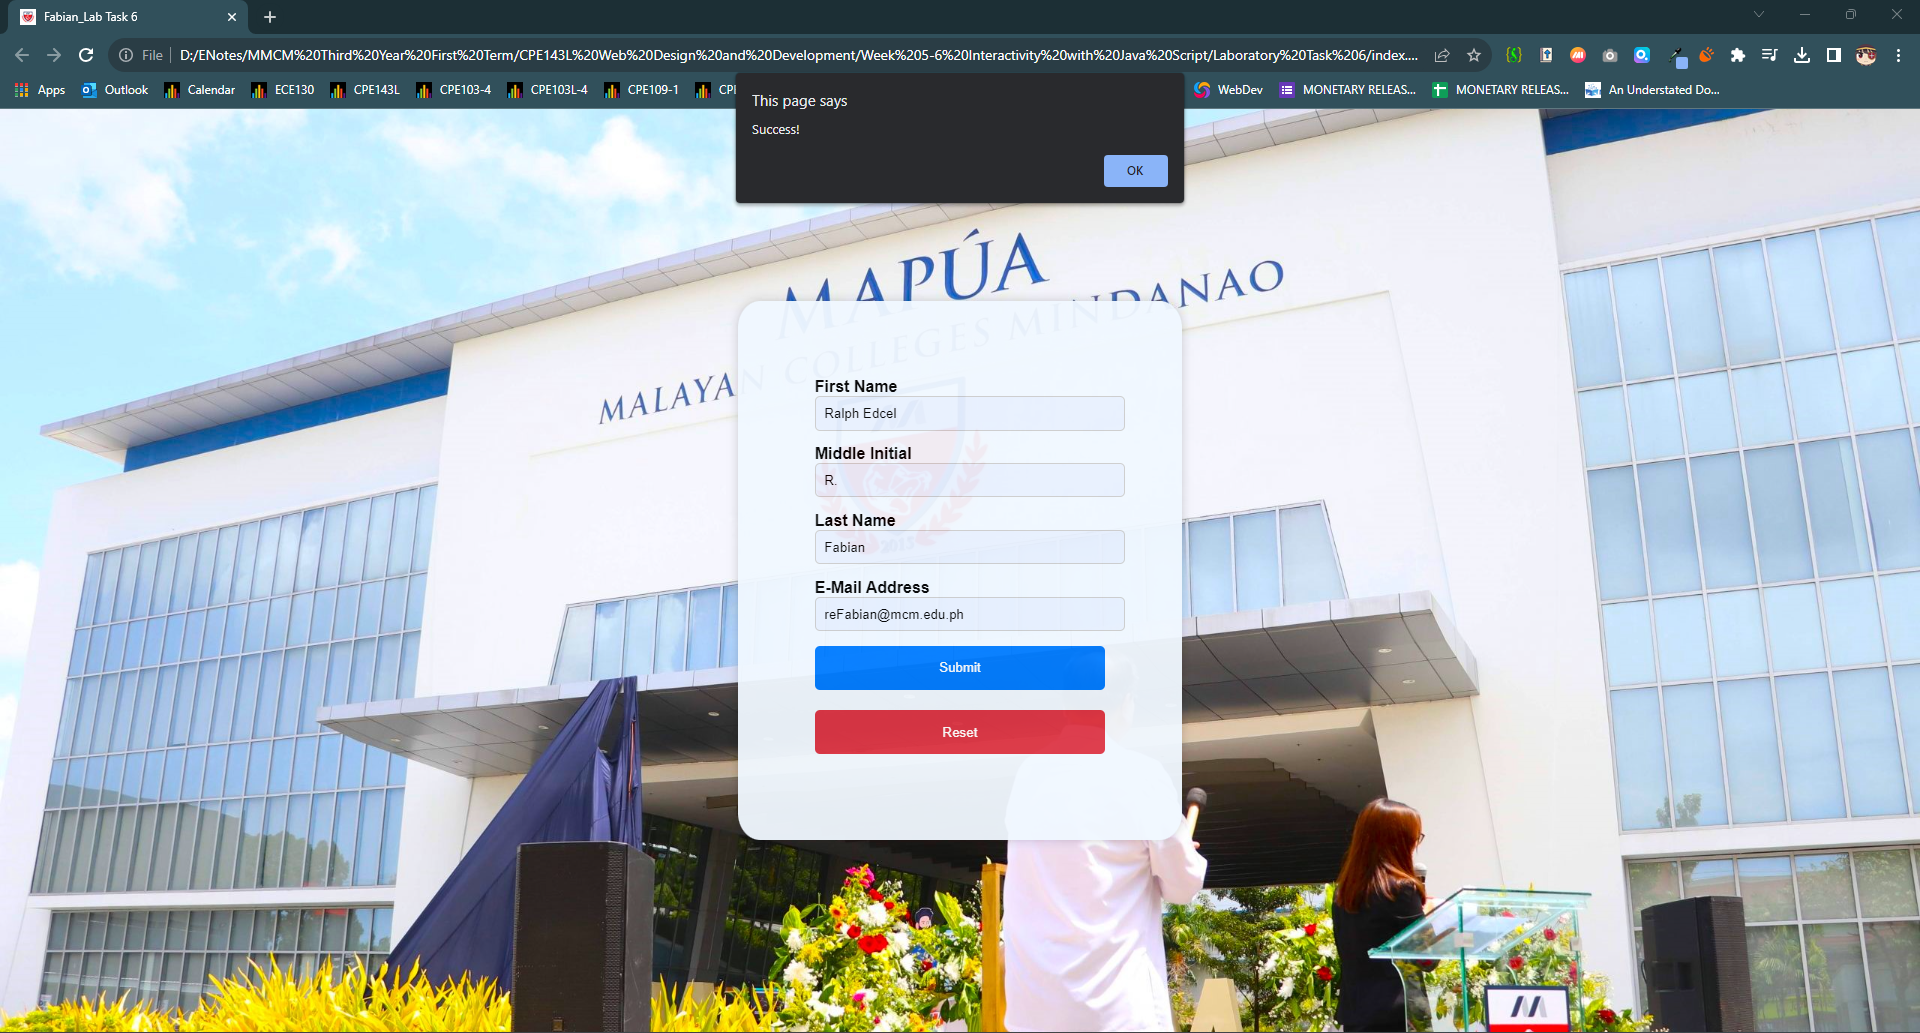 Fabian_Lab Task 6
File
D:/ENotes/MMCM%20Third%20Year%20First%20Term/CPE143L%20Web%20Design%20and%20Development/Week%205-6%20Interactivity%20with%20Java%20Script/Laboratory%20Task%206/index....
Apps
Outlook
Calendar
ECE130
CPE143L
CPE103-4
CPE103L-4
CPE109-1
WebDev
MONETARY RELEAS...
MONETARY RELEAS...
An Understated Do...
This page says
Success!
OK
MAPÚA
MALAYAN COLLEGES MINDANAO
First Name
Ralph Edcel
Middle Initial
R.
Last Name
Fabian
2017
E-Mail Address
reFabian@mcm.edu.ph
Submit
Reset